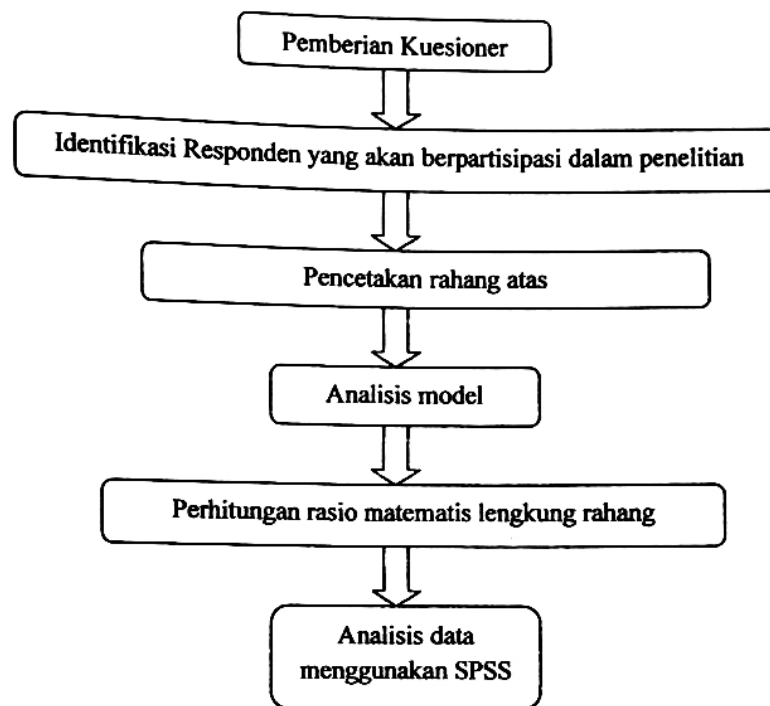 Pemberian Kuesioner
Identifikasi Responden yang akan berpartisipasi dalam penelitian
Pencetakan rahang atas
Analisis model
Perhitungan rasio matematis lengkung rahang
Analisis data
menggunakan SPSS